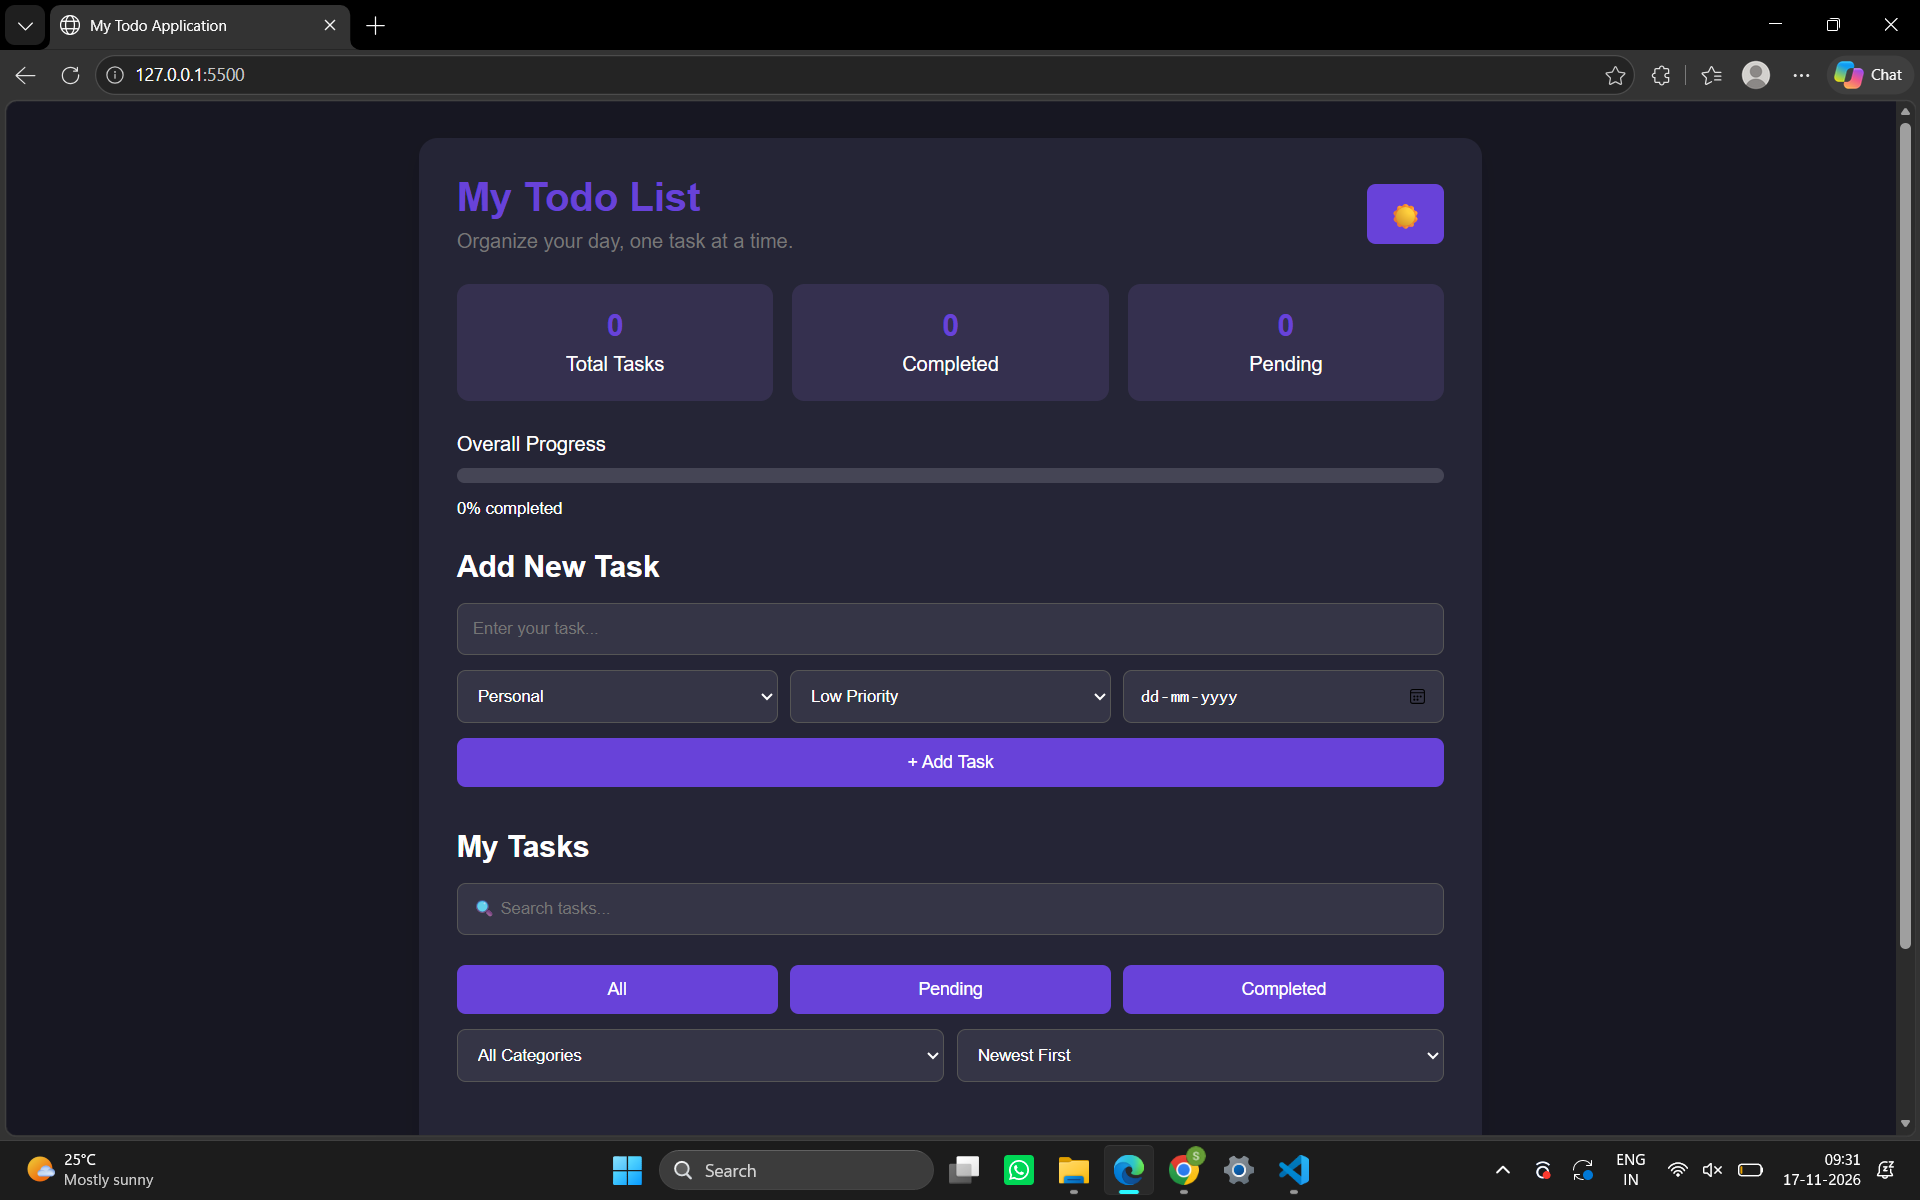 My Todo Application
127.0.0.1:5500
Chat
My Todo List
Organize your day, one task at a time.
0
Total Tasks
0
Completed
0
Pending
Overall Progress
0% completed
Add New Task
Enter your task...
Personal
Low Priority
dd-mm-yyyy
+ Add Task
My Tasks
Search tasks...
All
Pending
Completed
All Categories
Newest First
25°C
Mostly sunny
Search
S
ENG
IN
09:31
17-11-2026